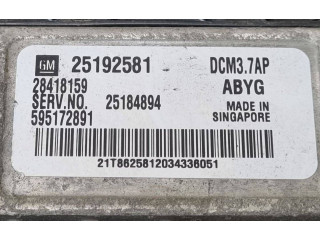 GM 25192581 DCM3.7AP
28418159 ABYG
SERV.NO. 25184894 MADE IN
595172891 SINGAPORE
21T8625812034336051